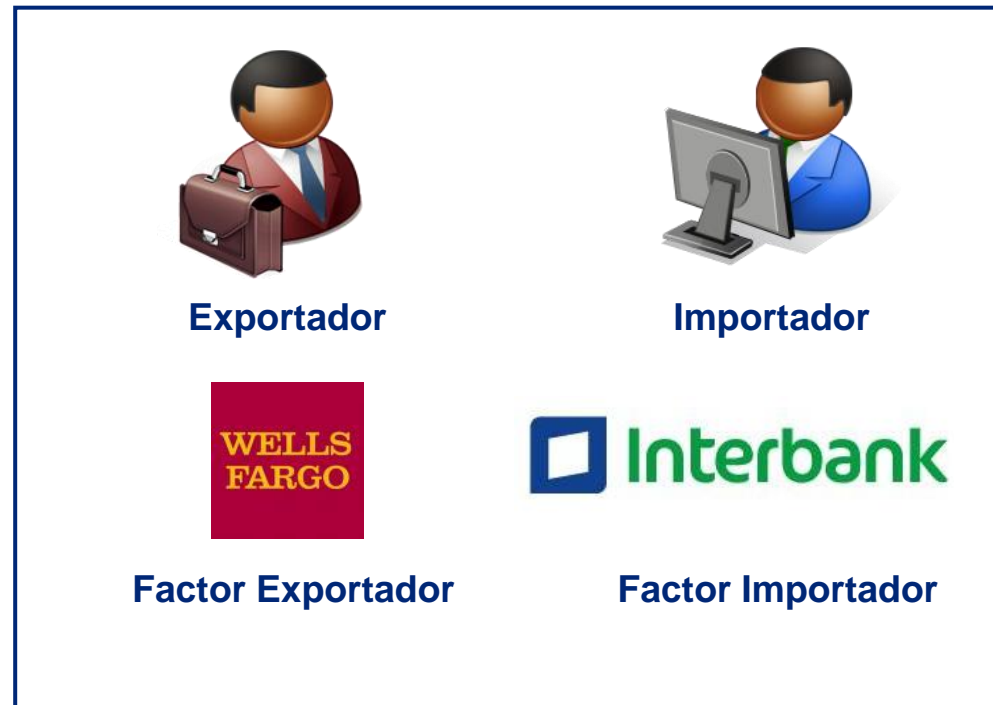 Exportador
Importador
WELLS
FARGO
Interbank
Factor Exportador
Factor Importador